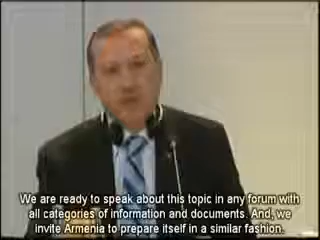 We are ready to speak about this topic in any forum with
all categories of information and documents. And, we
invite Armenia to prepare itself in a similar fashion.